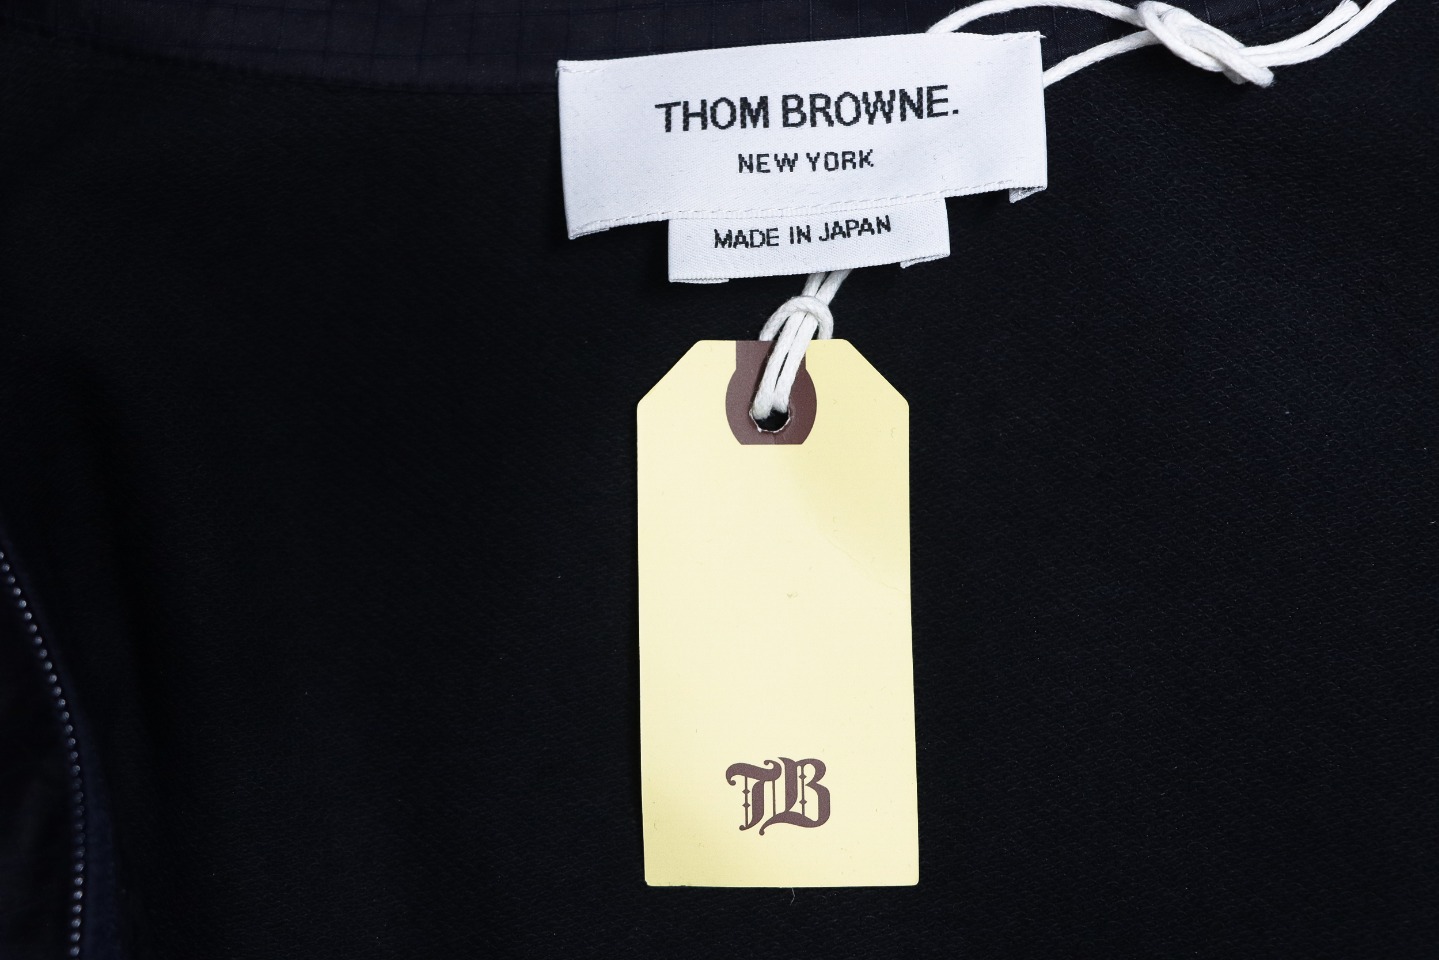 THOM BROWNE.
NEW YORK
MADE IN JAPAN
TB